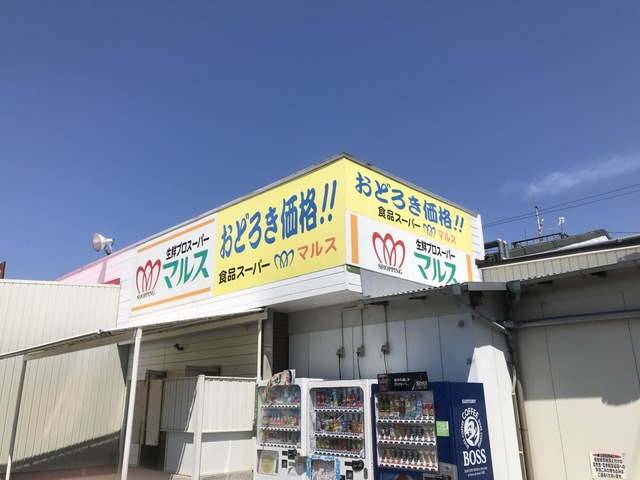 生鮮プロスーパー
マルス
SHOPPING
おどろき価格!!
食品スーパー マルス
おどろき価格!!
食品スーパー マルス
生鮮プロスーパー
マルス
SHOPPING
SUNTORY
COFFEE
BOSS
BOSS